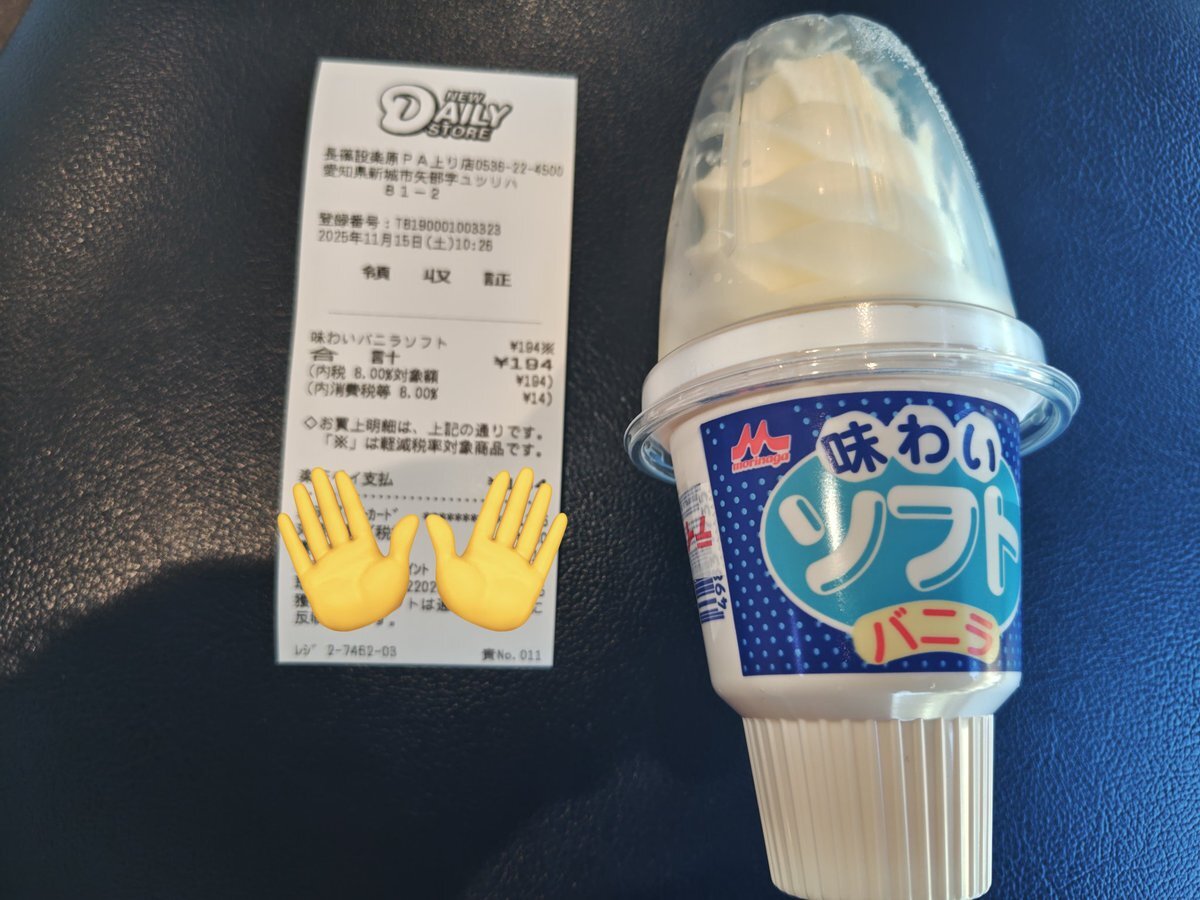 NEW
DAILY
STORE
長篠設楽原PA上り店0536-22-4500
愛知県新城市矢部字ユツリハ
81-2
登録番号:T8190001003323
2025年11月15日(土)10:26
領 収 証
味わいバニラソフト ¥194※
合 計 ¥194
(内税 8.00%対象額 ¥194)
(内消費税等 8.00% ¥14)
◇お買上明細は、上記の通りです。
「※」は軽減税率対象商品です。
支払
レジ 2-7462-03 責No.011
morinaga
味わい
ソフト
バニラ